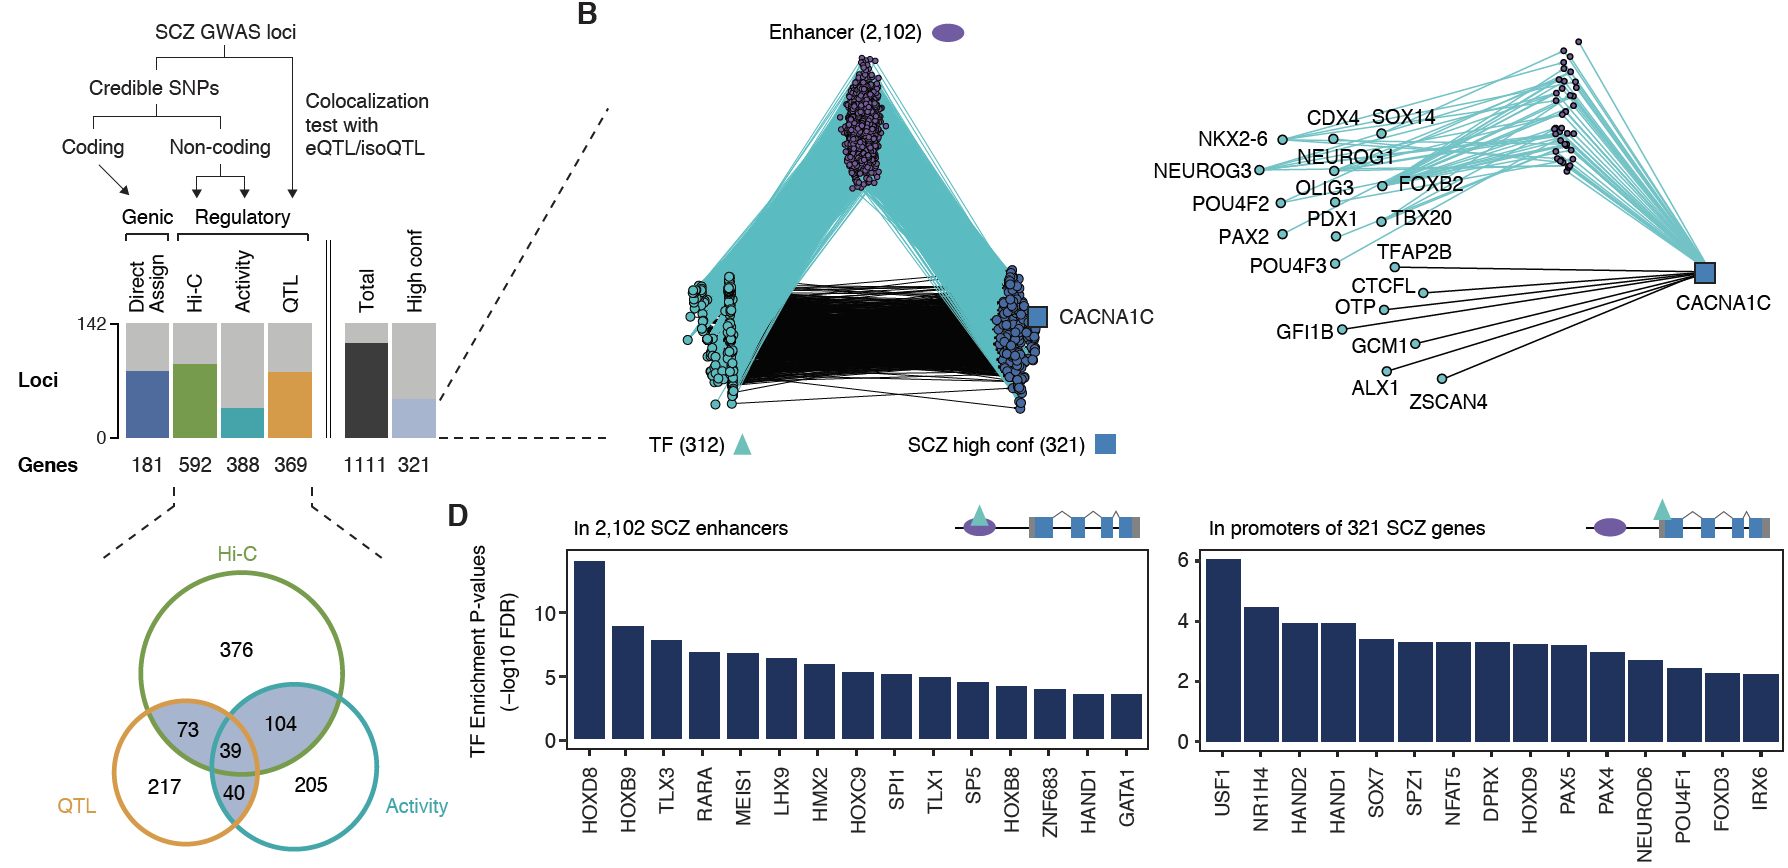 SCZ GWAS loci
Credible SNPs
Coding
Non-coding
Colocalization
test with
eQTL/isoQTL
Genic
Regulatory
Direct
Assign
Hi-C
Activity
QTL
Total
High conf
142
Loci
0
Genes
181
592
388
369
1111
321
Hi-C
376
73
104
39
217
40
205
QTL
Activity
B
Enhancer (2,102)
CACNA1C
TF (312)
SCZ high conf (321)
NKX2-6
CDX4
SOX14
NEUROG3
NEUROG1
POU4F2
OLIG3
FOXB2
PAX2
PDX1
TBX20
POU4F3
TFAP2B
CTCFL
OTP
GFI1B
GCM1
ALX1
ZSCAN4
CACNA1C
D
In 2,102 SCZ enhancers
TF Enrichment P-values
(−log10 FDR)
10
5
0
HOXD8
HOXB9
TLX3
RARA
MEIS1
LHX9
HMX2
HOXC9
SPI1
TLX1
SP5
HOXB8
ZNF683
HAND1
GATA1
In promoters of 321 SCZ genes
6
4
2
0
USF1
NR1H4
HAND2
HAND1
SOX7
SPZ1
NFAT5
DPRX
HOXD9
PAX5
PAX4
NEUROD6
POU4F1
FOXD3
IRX6